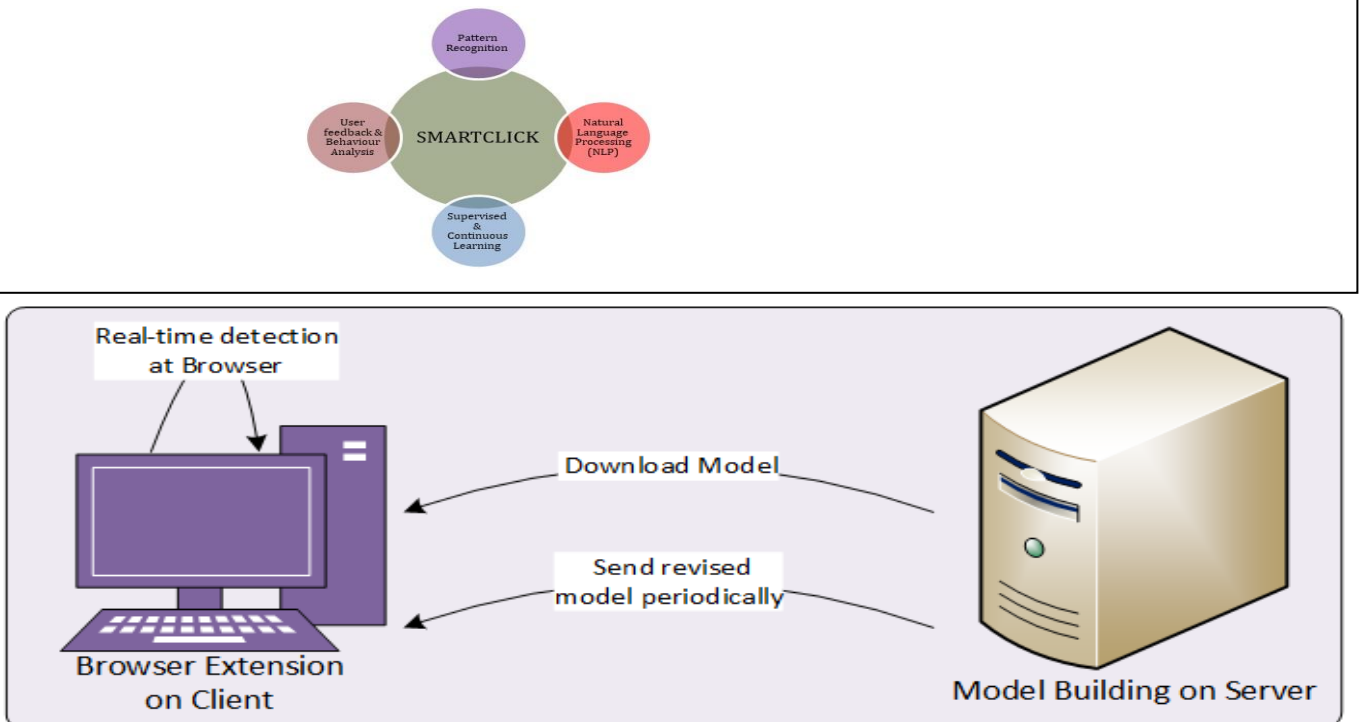 Pattern
Recognition
User
feedback &
Behaviour
Analysis
SMARTCLICK
Natural
Language
Processing
(NLP)
Supervised
&
Continuous
Learning
Real-time detection
at Browser
Download Model
Send revised
model periodically
Browser Extension
on Client
Model Building on Server